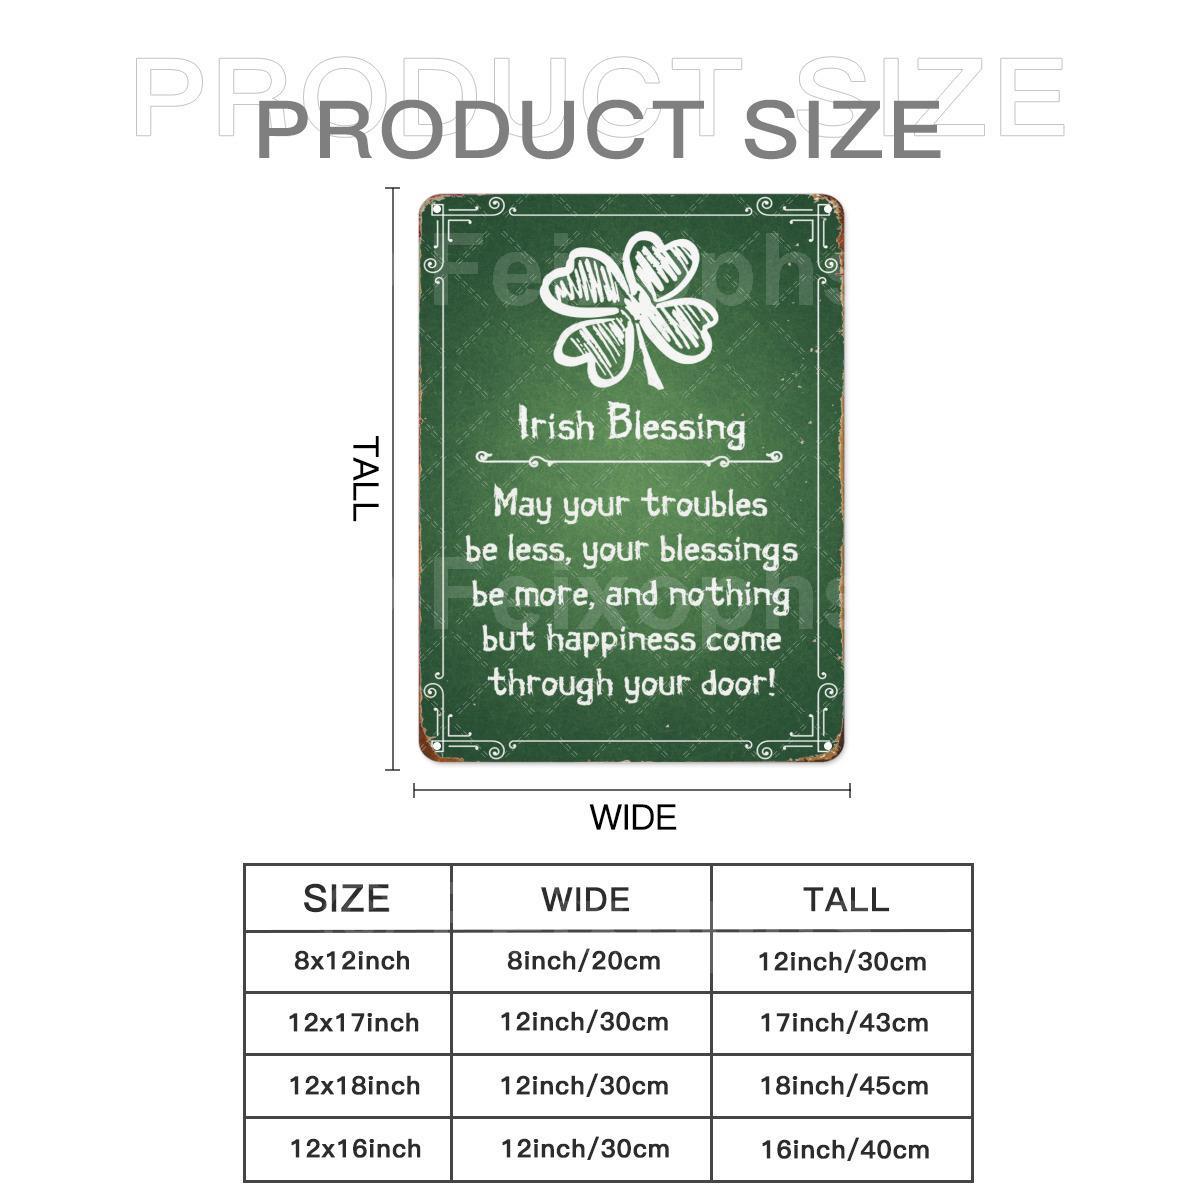 PRODUCT SIZE
PRODUCT SIZE
Feixophs
Irish Blessing
May your troubles
be less, your blessings
be more, and nothing
but happiness come
through your door!
Feixophs
TALL
WIDE
SIZE WIDE TALL
8x12inch 8inch/20cm 12inch/30cm
12x17inch 12inch/30cm 17inch/43cm
12x18inch 12inch/30cm 18inch/45cm
12x16inch 12inch/30cm 16inch/40cm